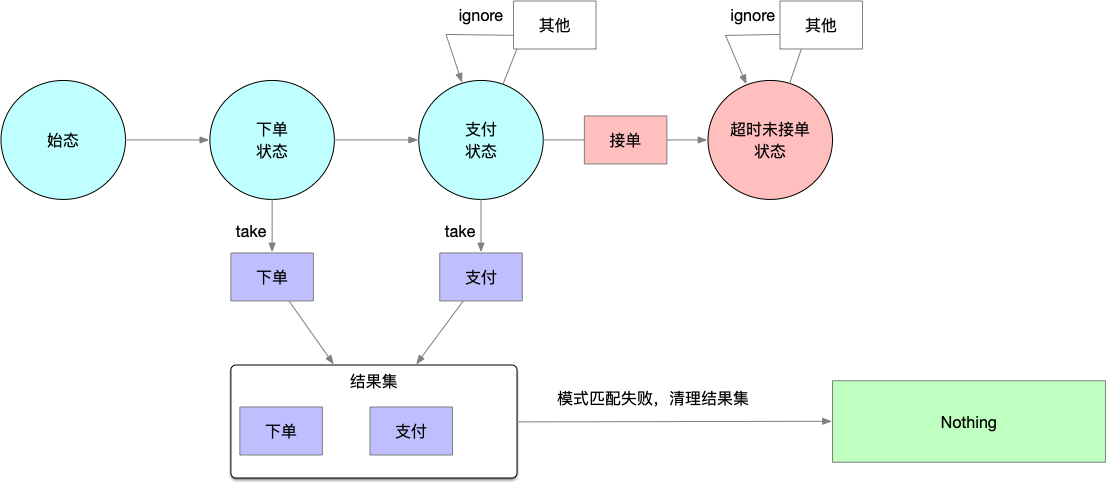 ignore
其他
ignore
其他
始态
下单
状态
支付
状态
接单
超时未接单
状态
take
take
下单
支付
结果集
下单
支付
模式匹配失败，清理结果集
Nothing